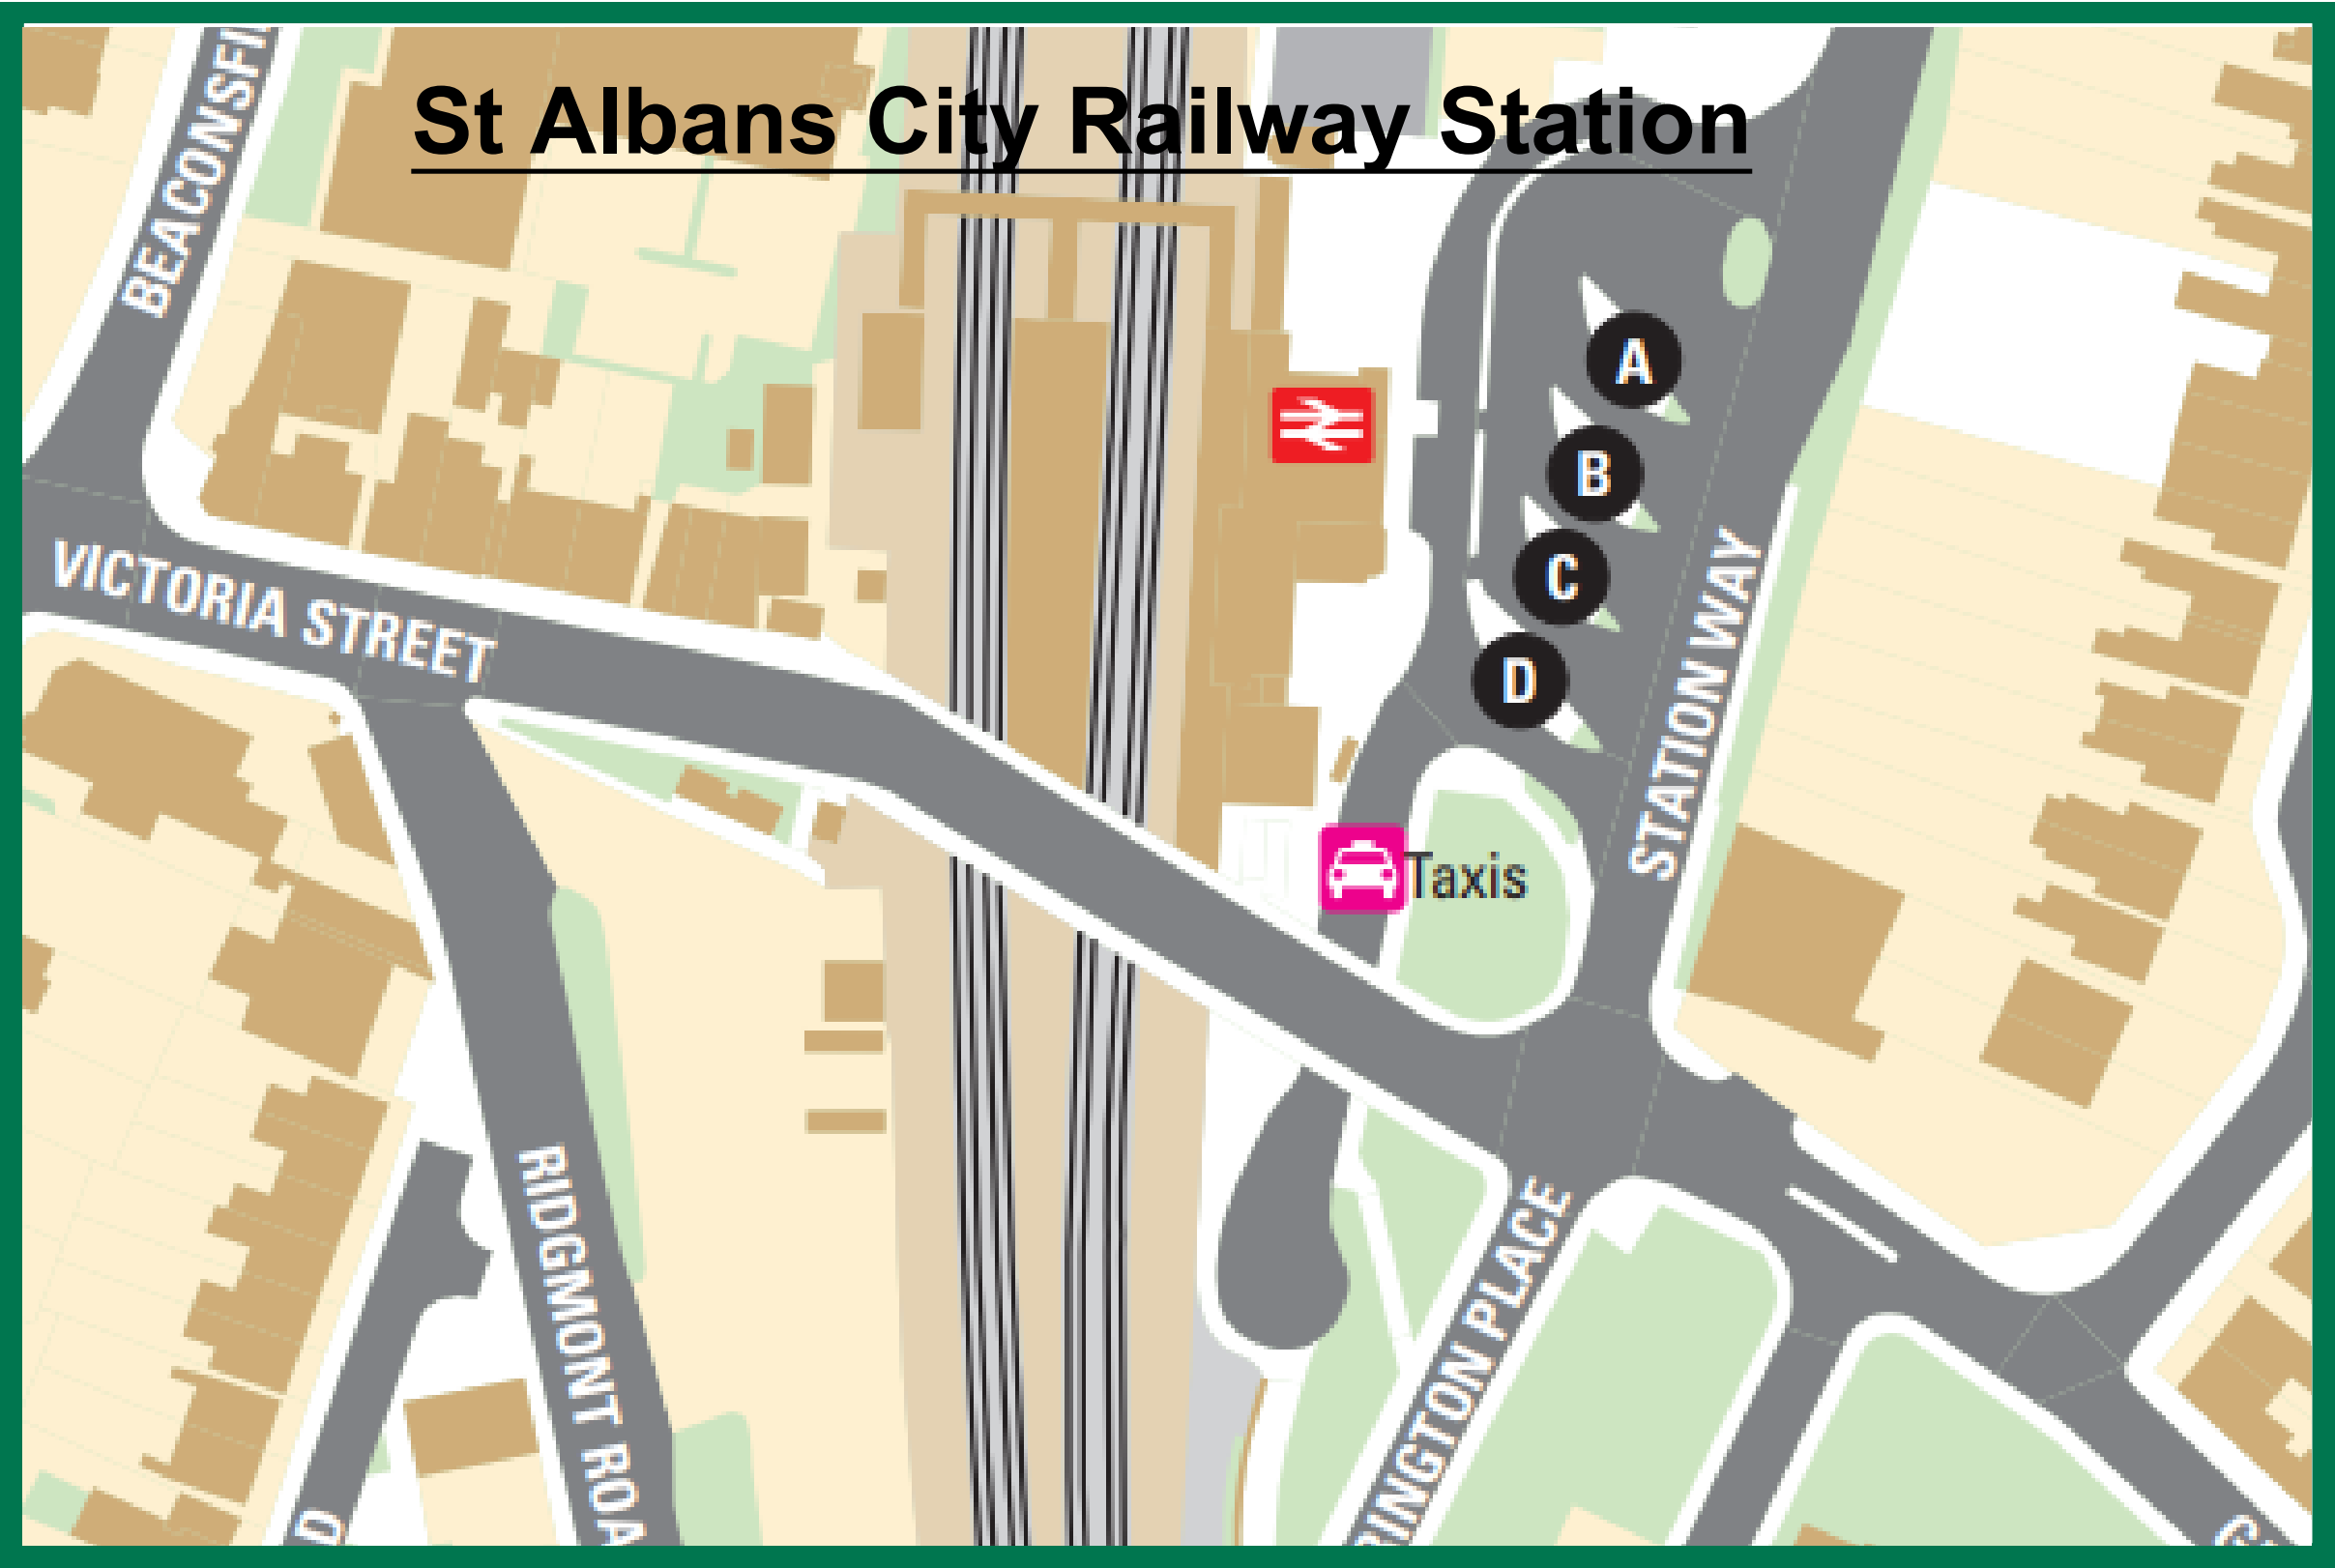 St Albans City Railway Station
BEACONSFI
A
B
C
D
VICTORIA STREET
STATION WAY
Taxis
RIDGMONT ROA
RINGTON PLACE
D